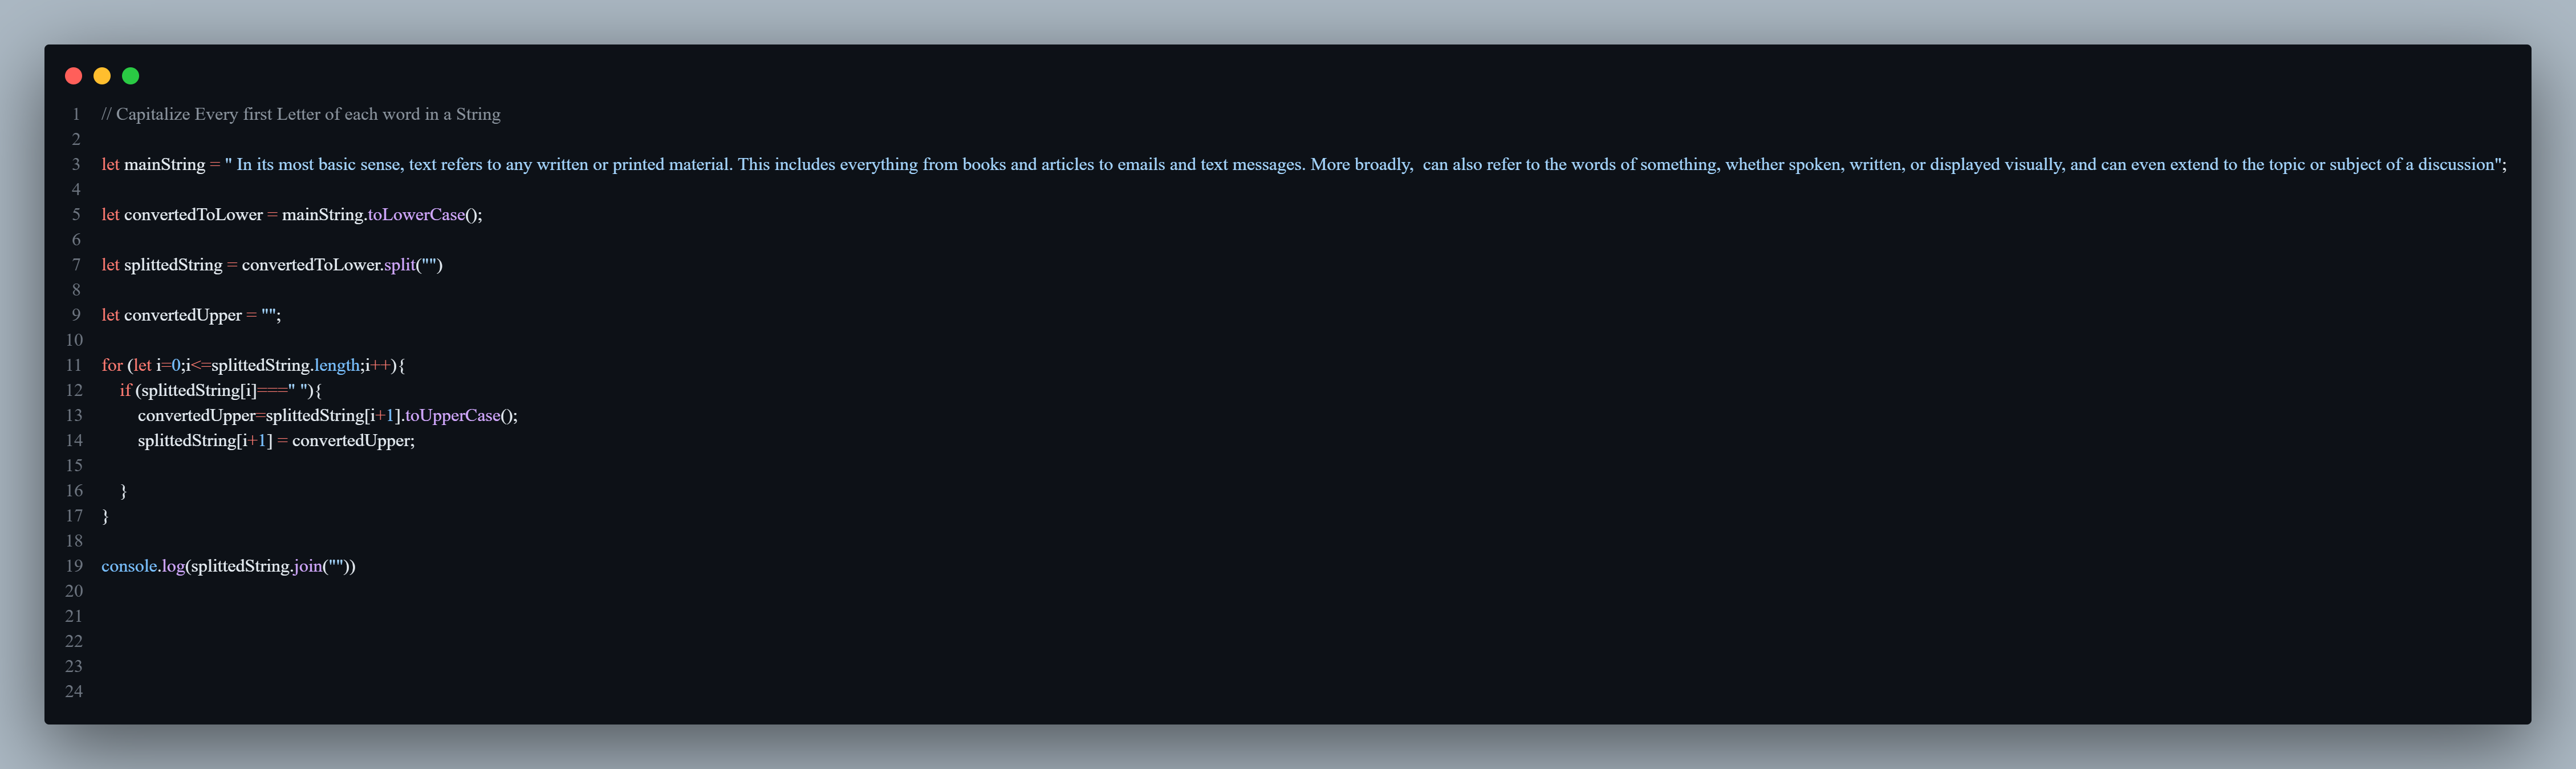 1 // Capitalize Every first Letter of each word in a String
2
3 let mainString = " In its most basic sense, text refers to any written or printed material. This includes everything from books and articles to emails and text messages. More broadly,  can also refer to the words of something, whether spoken, written, or displayed visually, and can even extend to the topic or subject of a discussion";
4
5 let convertedToLower = mainString.toLowerCase();
6
7 let splittedString = convertedToLower.split("")
8
9 let convertedUpper = "";
10
11 for (let i=0;i<=splittedString.length;i++){
12     if (splittedString[i]===" "){
13         convertedUpper=splittedString[i+1].toUpperCase();
14         splittedString[i+1] = convertedUpper;
15
16     }
17 }
18
19 console.log(splittedString.join(""))
20
21
22
23
24